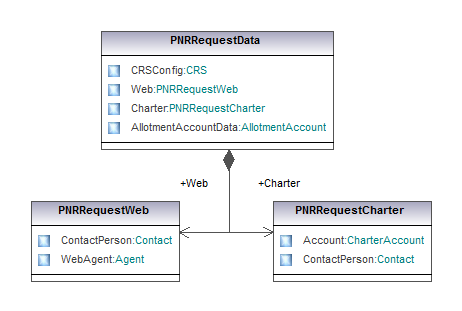 PNRRequestData
CRSConfig:CRS
Web:PNRRequestWeb
Charter:PNRRequestCharter
AllotmentAccountData:AllotmentAccount
+Web
+Charter
PNRRequestWeb
ContactPerson:Contact
WebAgent:Agent
PNRRequestCharter
Account:CharterAccount
ContactPerson:Contact